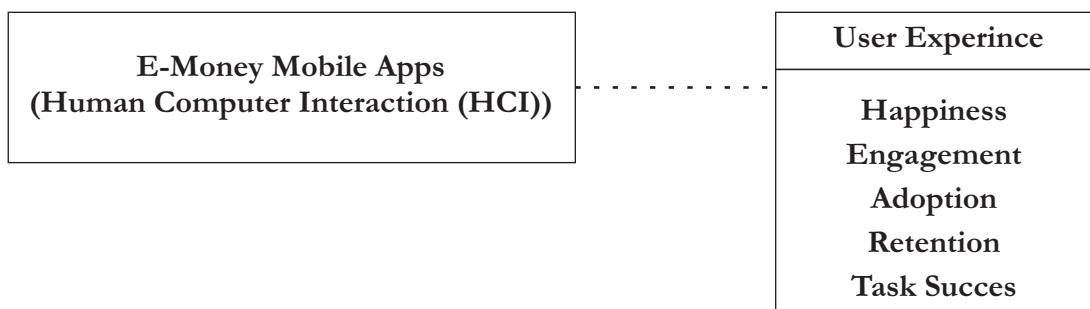 E-Money Mobile Apps
(Human Computer Interaction (HCI))
User Experince
Happiness
Engagement
Adoption
Retention
Task Succes